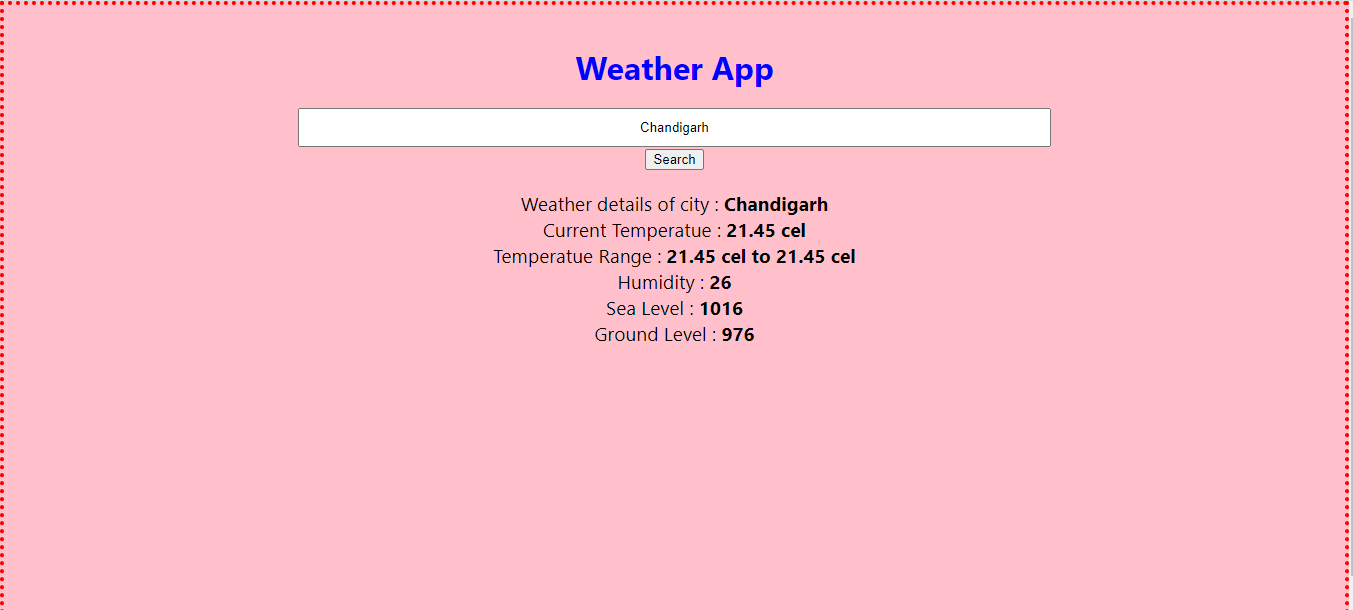 Weather App
Chandigarh
Search
Weather details of city : Chandigarh
Current Temperatue : 21.45 cel
Temperatue Range : 21.45 cel to 21.45 cel
Humidity : 26
Sea Level : 1016
Ground Level : 976